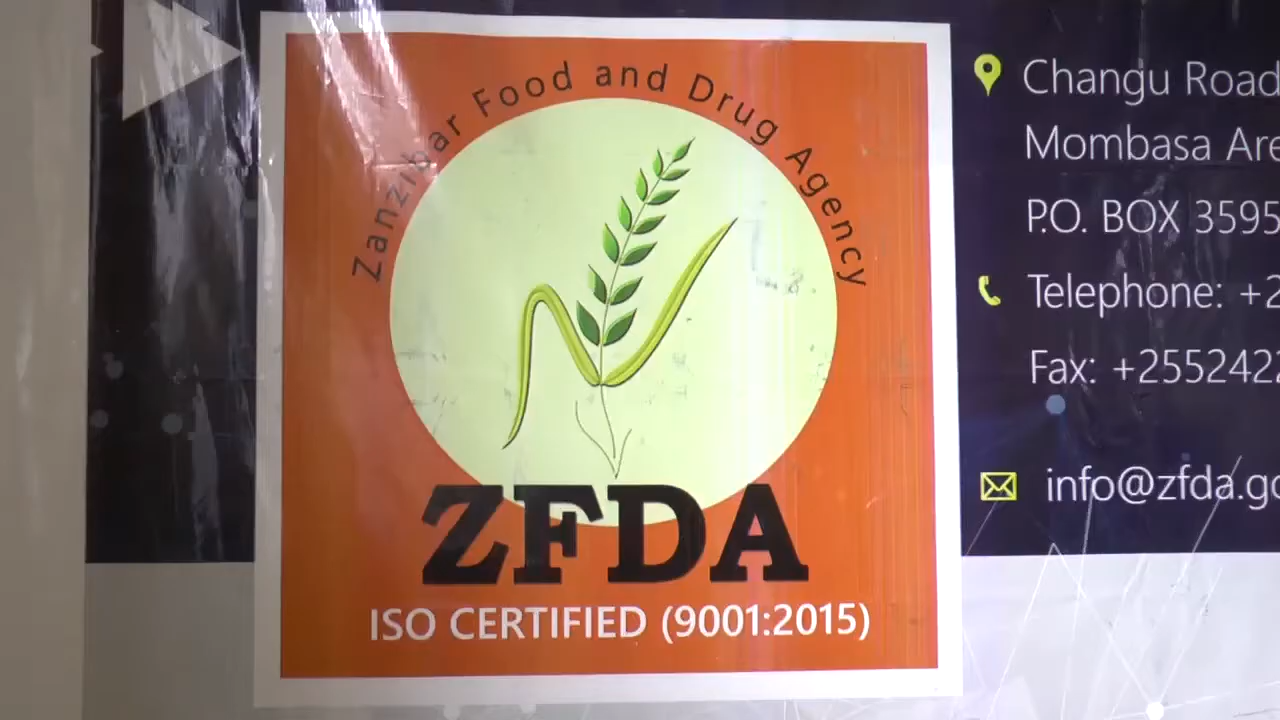 Zanzibar Food and Drug Agency
ZFDA
ISO CERTIFIED (9001:2015)
Changu Road
Mombasa
P.O. BOX 3595
Telephone: +2
Fax: +2552422
info@zfda.go